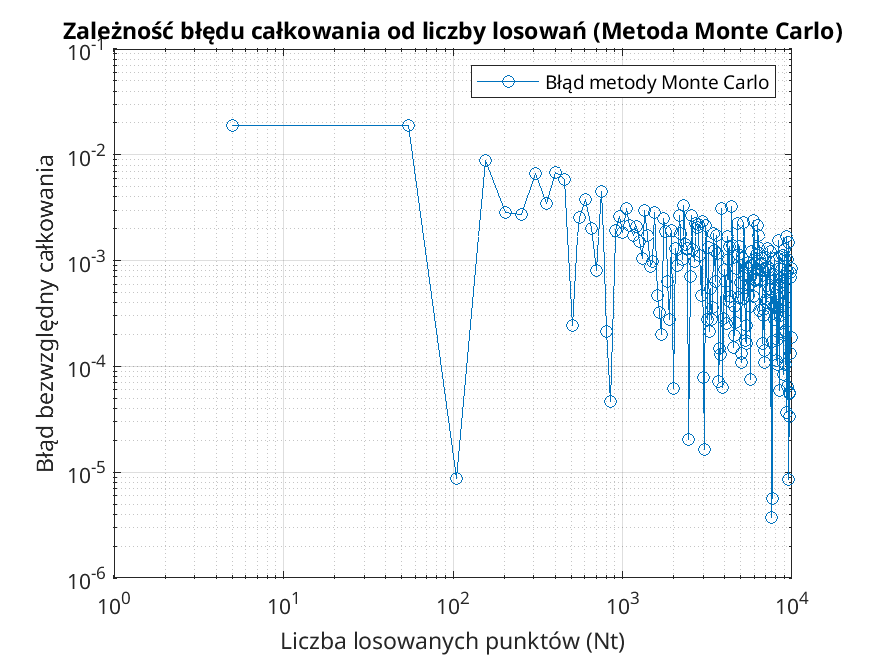 Zależność błędu całkowania od liczby losowań (Metoda Monte Carlo)
Błąd metody Monte Carlo
10^-1
10^-2
10^-3
10^-4
10^-5
10^-6
Błąd bezwzględny całkowania
10^0 10^1 10^2 10^3 10^4
Liczba losowanych punktów (Nt)